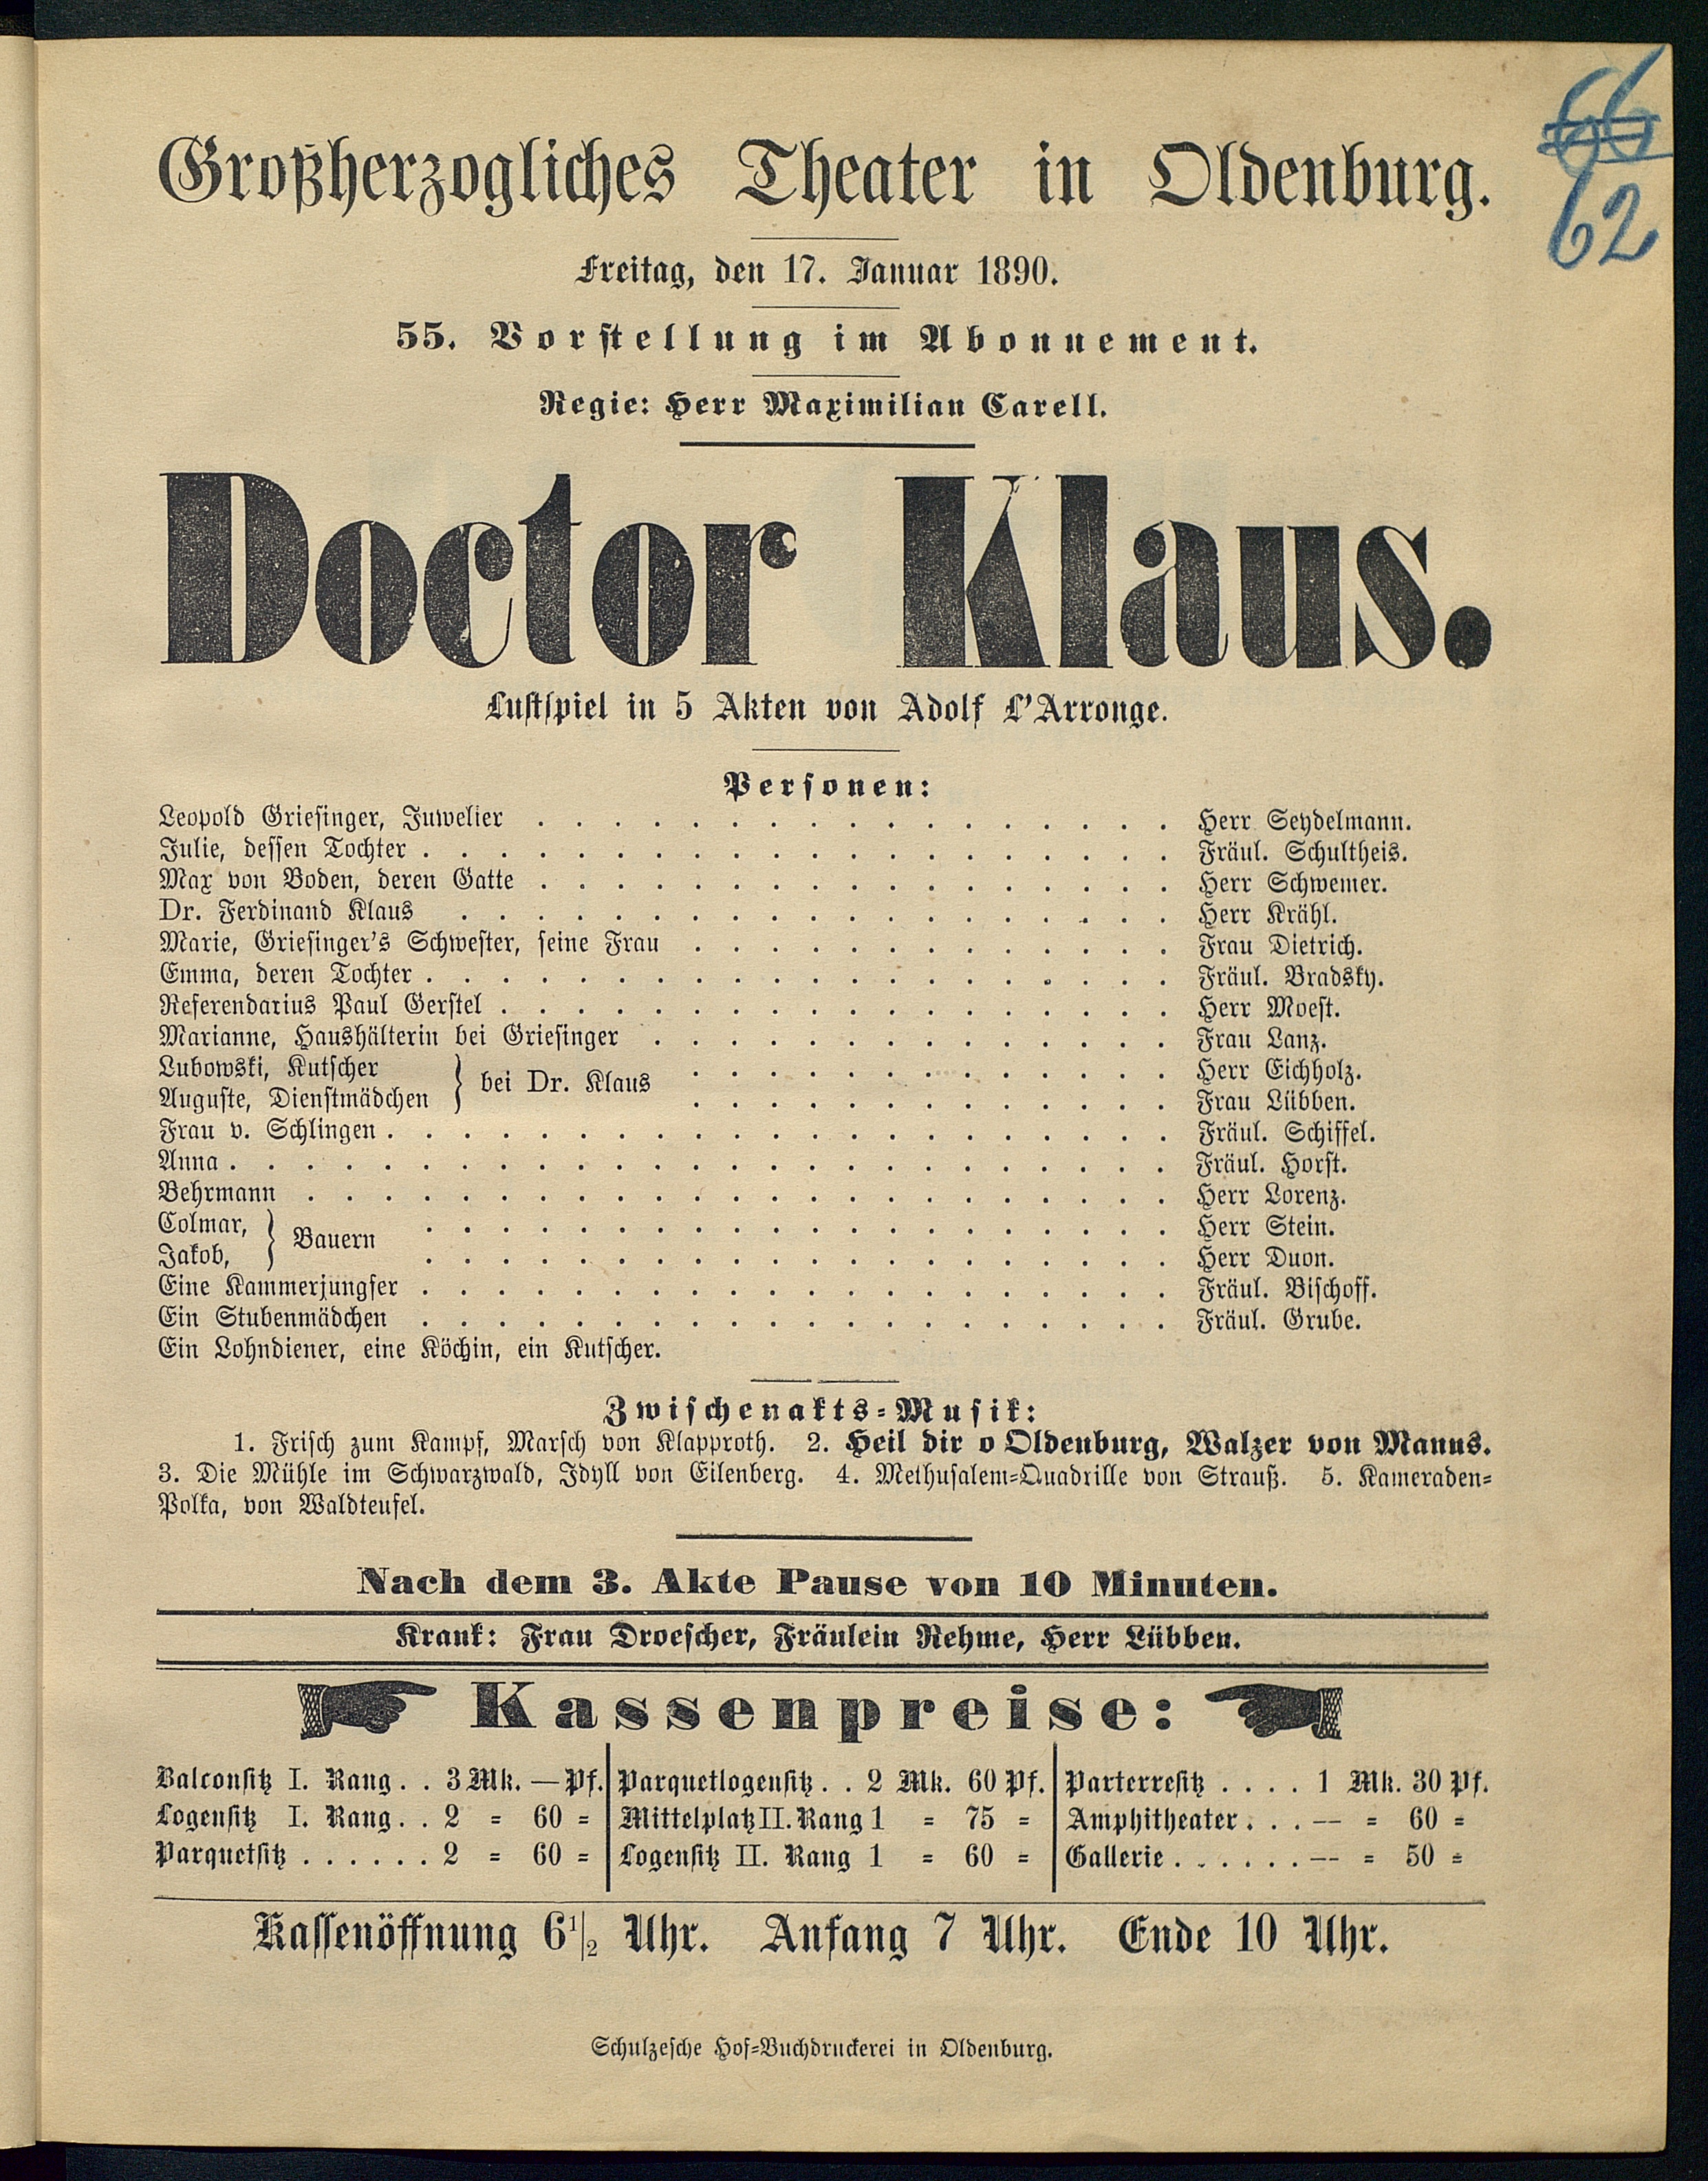 66
62
Großherzogliches Theater in Oldenburg.
Freitag, den 17. Januar 1890.
55. Vorstellung im Abonnement.
Regie: Herr Maximilian Carell.
Doctor Klaus.
Lustspiel in 5 Akten von Adolf L'Arronge.
Personen:
Leopold Griesinger, Juwelier . . . . . . . . . . . . . . . . . Herr Seydelmann.
Julie, dessen Tochter . . . . . . . . . . . . . . . . . . . . Fräul. Schultheis.
Max von Boden, deren Gatte . . . . . . . . . . . . . . . . . Herr Schwemer.
Dr. Ferdinand Klaus . . . . . . . . . . . . . . . . . . . Herr Krähl.
Marie, Griesinger's Schwester, seine Frau . . . . . . . . . . . . . Frau Dietrich.
Emma, deren Tochter . . . . . . . . . . . . . . . . . . . . Fräul. Bradsky.
Referendarius Paul Gerstel . . . . . . . . . . . . . . . . . . Herr Moest.
Marianne, Haushälterin bei Griesinger . . . . . . . . . . . . . . Frau Lanz.
Lubowski, Kutscher } bei Dr. Klaus . . . . . . . . . . . . . Herr Eichholz.
Auguste, Dienstmädchen . . . . . . . . . . . . . Frau Lübben.
Frau v. Schlingen . . . . . . . . . . . . . . . . . . . . . Fräul. Schiffel.
Anna . . . . . . . . . . . . . . . . . . . . . . . . . Fräul. Horst.
Behrmann . . . . . . . . . . . . . . . . . . . . . . . Herr Lorenz.
Colmar, } Bauern . . . . . . . . . . . . . . . . . . . . Herr Stein.
Jakob, . . . . . . . . . . . . . . . . . . . . Herr Duon.
Eine Kammerjungfer . . . . . . . . . . . . . . . . . . . . Fräul. Bischoff.
Ein Stubenmädchen . . . . . . . . . . . . . . . . . . . . Fräul. Grube.
Ein Lohndiener, eine Köchin, ein Kutscher.
Zwischenakts-Musik:
1. Frisch zum Kampf, Marsch von Klapproth. 2. Heil dir o Oldenburg, Walzer von Manns.
3. Die Mühle im Schwarzwald, Idyll von Eilenberg. 4. Methusalem-Quadrille von Strauß. 5. Kameraden-
Polka, von Waldteufel.
Nach dem 3. Akte Pause von 10 Minuten.
Krank: Frau Droescher, Fräulein Rehme, Herr Lübben.
Kassenpreise:
Balconsitz I. Rang . . 3 Mk. — Pf. Parquetlogensitz . . 2 Mk. 60 Pf. Parterresitz . . . . 1 Mk. 30 Pf.
Logensitz I. Rang . . 2 = 60 = Mittelplatz II. Rang 1 = 75 = Amphitheater . . . — = 60 =
Parquetsitz . . . . . . 2 = 60 = Logensitz II. Rang 1 = 60 = Gallerie . . . . . . — = 50 =
Kassenöffnung 6 1/2 Uhr. Anfang 7 Uhr. Ende 10 Uhr.
Schulzesche Hof-Buchdruckerei in Oldenburg.